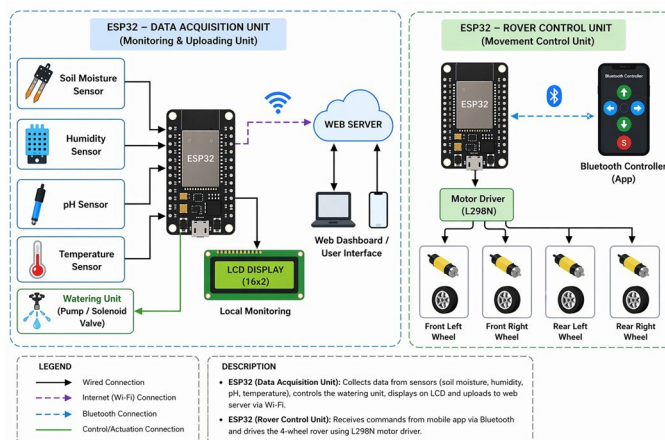 ESP32 – DATA ACQUISITION UNIT
(Monitoring & Uploading Unit)
Soil Moisture
Sensor
Humidity
Sensor
pH Sensor
Temperature
Sensor
Watering Unit
(Pump / Solenoid
Valve)
ESP32
WEB SERVER
Web Dashboard /
User Interface
LCD DISPLAY
(16x2)
Local Monitoring
ESP32 – ROVER CONTROL UNIT
(Movement Control Unit)
ESP32
Bluetooth Controller
S
Bluetooth Controller
(App)
Motor Driver
(L298N)
Front Left
Wheel
Front Right
Wheel
Rear Left
Wheel
Rear Right
Wheel
LEGEND
Wired Connection
Internet (Wi-Fi) Connection
Bluetooth Connection
Control/Actuation Connection
DESCRIPTION
• ESP32 (Data Acquisition Unit): Collects data from sensors (soil moisture, humidity,
pH, temperature), controls the watering unit, displays on LCD and uploads to web
server via Wi-Fi.
• ESP32 (Rover Control Unit): Receives commands from mobile app via Bluetooth
and drives the 4-wheel rover using L298N motor driver.